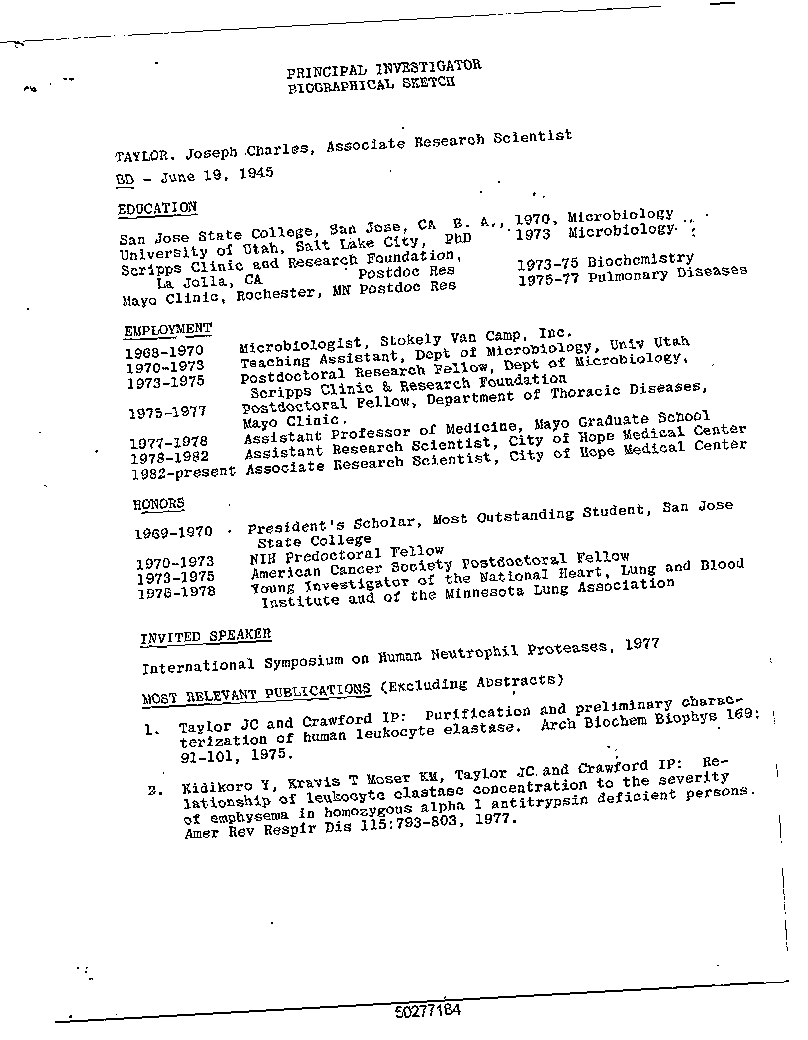 PRINCIPAL INVESTIGATOR
BIOGRAPHICAL SKETCH
TAYLOR. Joseph Charles, Associate Research Scientist
BD - June 19, 1945
EDUCATION
San Jose State College, San Jose, CA B. A., 1970, Microbiology
University of Utah, Salt Lake City, PhD 1973 Microbiology
Scripps Clinic and Research Foundation,
La Jolla, CA Postdoc Res 1973-75 Biochemistry
Mayo Clinic, Rochester, MN Postdoc Res 1975-77 Pulmonary Diseases
EMPLOYMENT
1968-1970 Microbiologist, Stokely Van Camp, Inc.
1970-1973 Teaching Assistant, Dept of Microbiology, Univ Utah
1973-1975 Postdoctoral Research Fellow, Dept of Microbiology,
Scripps Clinic & Research Foundation
1975-1977 Postdoctoral Fellow, Department of Thoracic Diseases,
Mayo Clinic.
1977-1978 Assistant Professor of Medicine, Mayo Graduate School
1978-1982 Assistant Research Scientist, City of Hope Medical Center
1982-present Associate Research Scientist, City of Hope Medical Center
HONORS
1969-1970 President's Scholar, Most Outstanding Student, San Jose
State College
1970-1973 NIH Predoctoral Fellow
1973-1975 American Cancer Society Postdoctoral Fellow
1976-1978 Young Investigator of the National Heart, Lung and Blood
Institute and of the Minnesota Lung Association
INVITED SPEAKER
International Symposium on Human Neutrophil Proteases, 1977
MOST RELEVANT PUBLICATIONS (Excluding Abstracts)
1. Taylor JC and Crawford IP: Purification and preliminary charac-
terization of human leukocyte elastase. Arch Biochem Biophys 169:
91-101, 1975.
2. Kidikoro Y, Kravis T Moser KM, Taylor JC and Crawford IP: Re-
lationship of leukocyte elastase concentration to the severity
of emphysema in homozygous alpha 1 antitrypsin deficient persons.
Amer Rev Respir Dis 115:793-803, 1977.
50277184